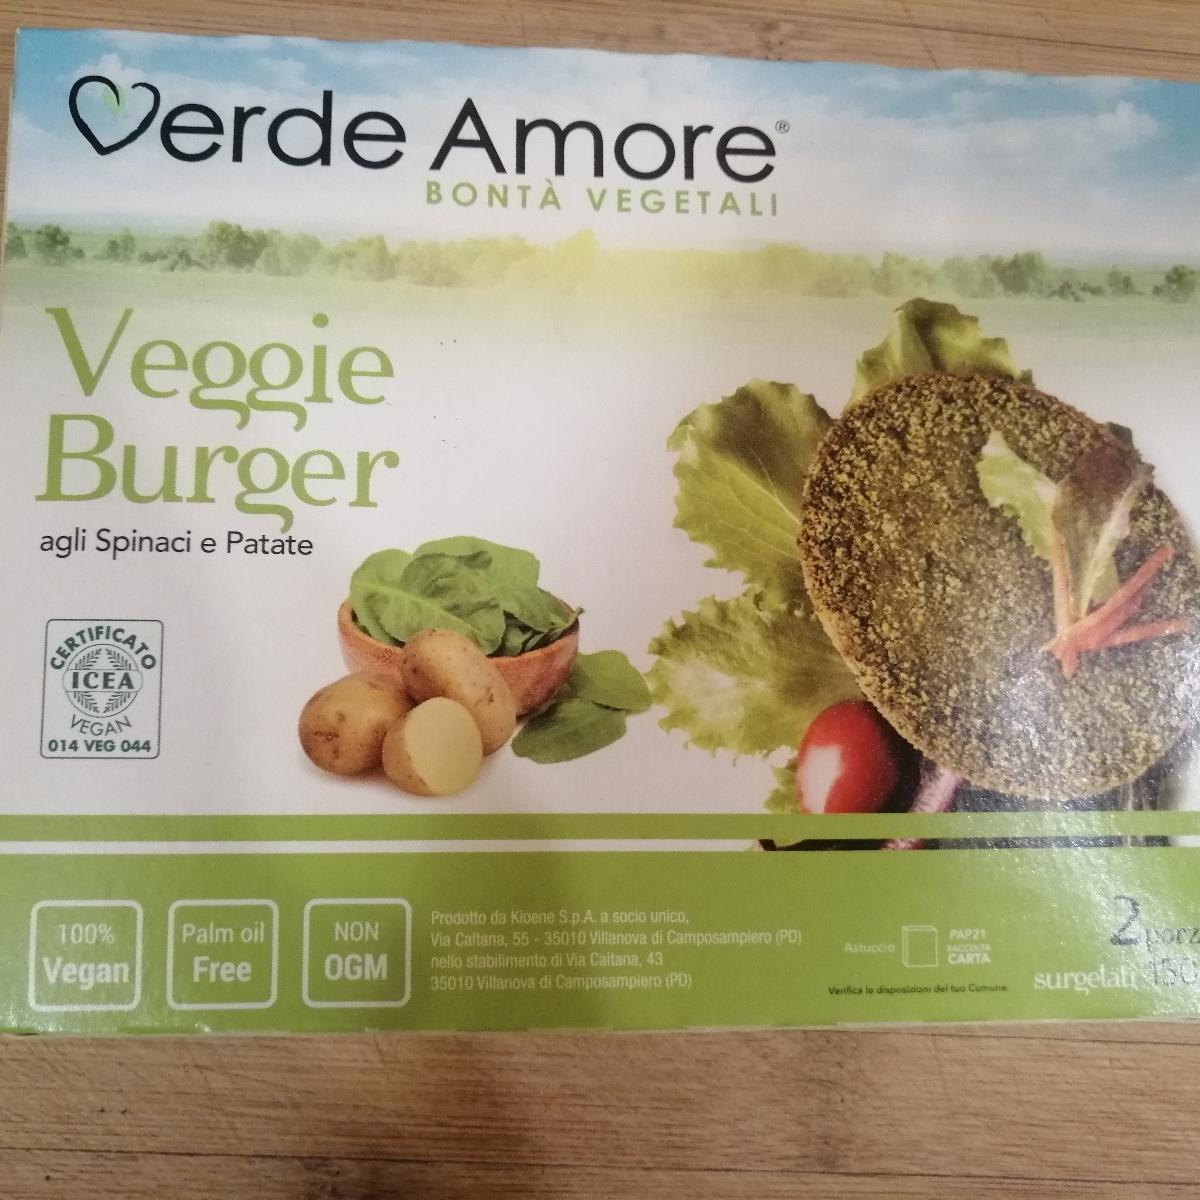 Verde Amore®
BONTÀ VEGETALI
Veggie
Burger
agli Spinaci e Patate
CERTIFICATO
ICEA
VEGAN
014 VEG 044
100%
Vegan
Palm oil
Free
NON
OGM
Prodotto da Kioene S.p.A. a socio unico,
Via Caltana, 55 - 35010 Villanova di Camposampiero (PD)
nello stabilimento di Via Caltana, 43
35010 Villanova di Camposampiero (PD)
Astuccio
PAP21
RACCOLTA
CARTA
Verifica le disposizioni del tuo Comune.
2 porz
surgelati 150